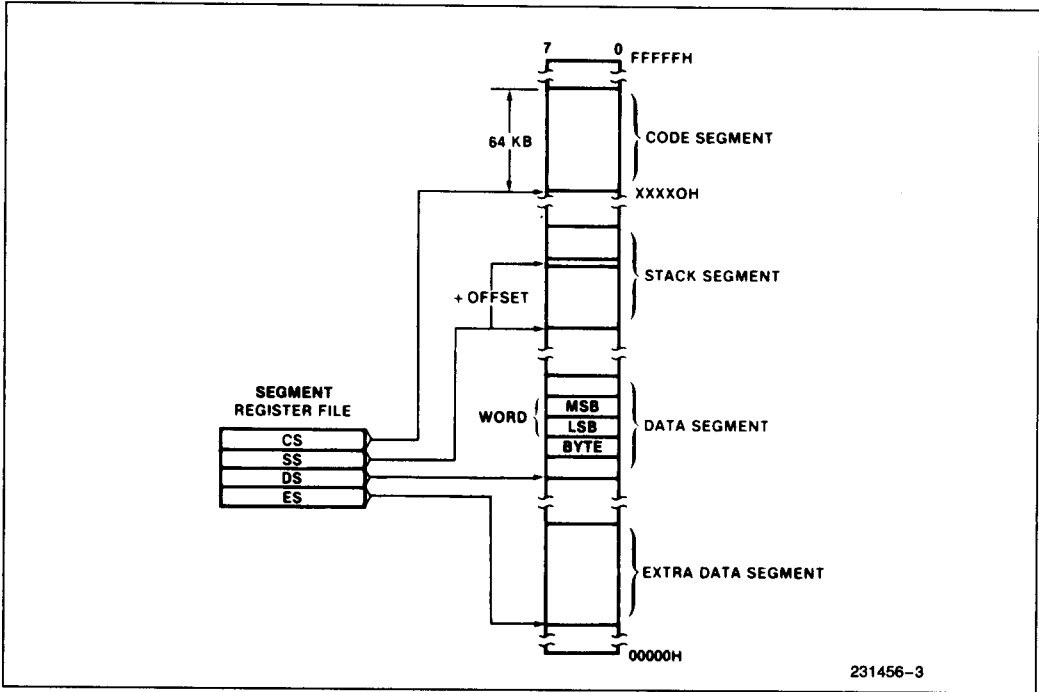 7 0
FFFFFH
64 KB
CODE SEGMENT
XXXX0H
STACK SEGMENT
+ OFFSET
SEGMENT
REGISTER FILE
CS
SS
DS
ES
WORD
MSB
LSB
BYTE
DATA SEGMENT
EXTRA DATA SEGMENT
00000H
231456-3